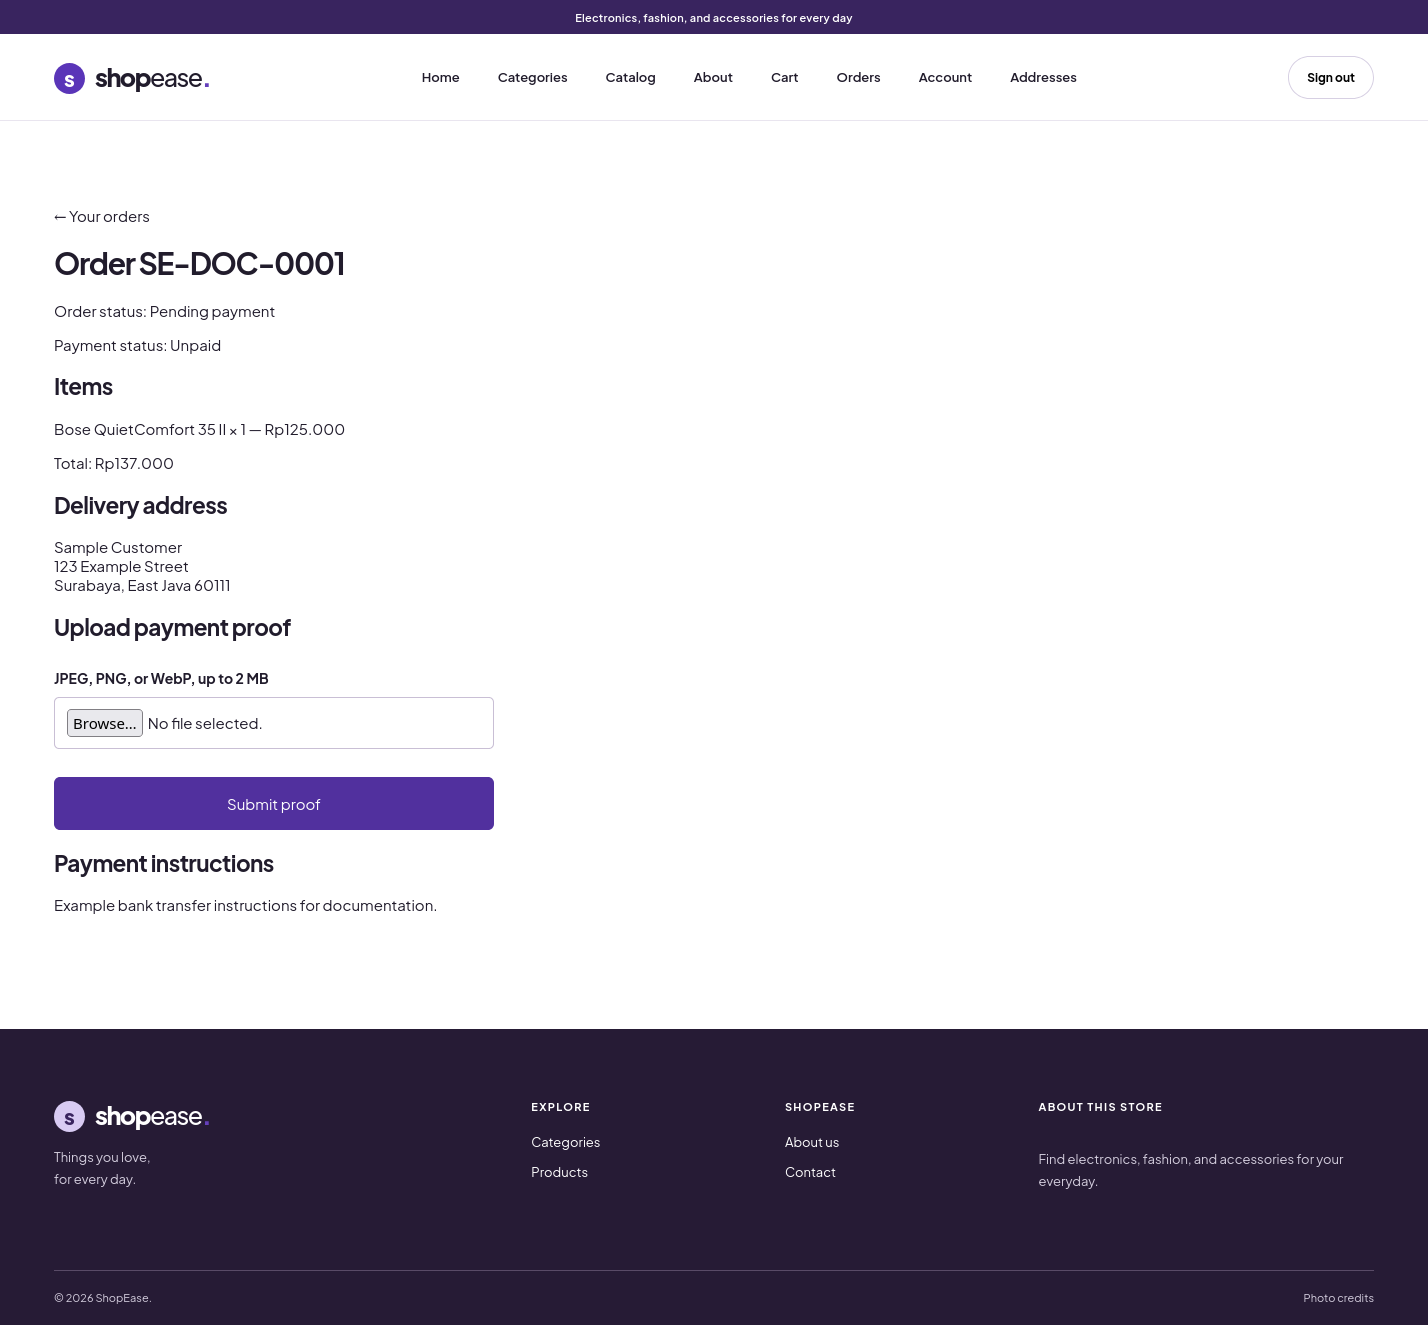 Electronics, fashion, and accessories for every day
s shopease.
Home Categories Catalog About Cart Orders Account Addresses
Sign out
← Your orders
Order SE-DOC-0001
Order status: Pending payment
Payment status: Unpaid
Items
Bose QuietComfort 35 II × 1 — Rp125.000
Total: Rp137.000
Delivery address
Sample Customer
123 Example Street
Surabaya, East Java 60111
Upload payment proof
JPEG, PNG, or WebP, up to 2 MB
Browse... No file selected.
Submit proof
Payment instructions
Example bank transfer instructions for documentation.
s shopease.
Things you love,
for every day.
EXPLORE
Categories
Products
SHOPEASE
About us
Contact
ABOUT THIS STORE
Find electronics, fashion, and accessories for your
everyday.
© 2026 ShopEase.
Photo credits